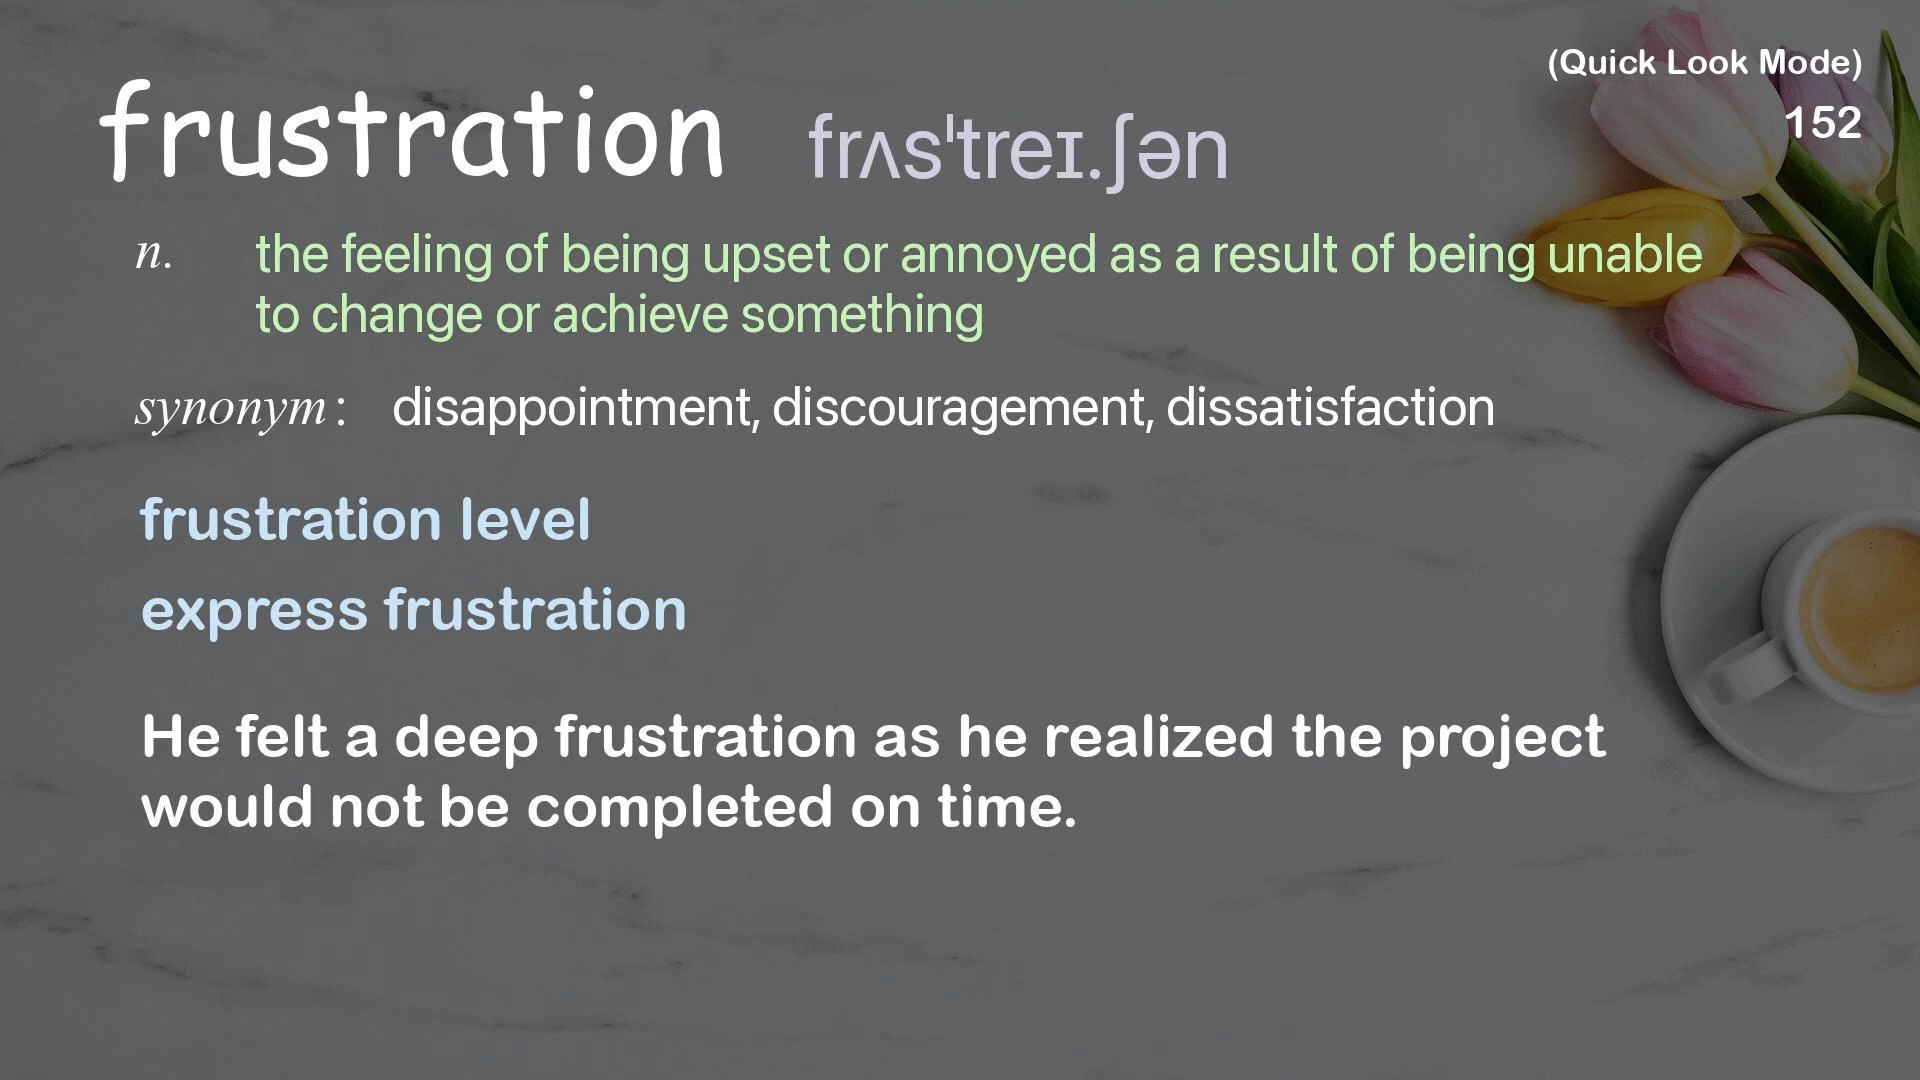 (Quick Look Mode)
frustration frʌsˈtreɪ.ʃən
152
n. the feeling of being upset or annoyed as a result of being unable
to change or achieve something
synonym: disappointment, discouragement, dissatisfaction
frustration level
express frustration
He felt a deep frustration as he realized the project
would not be completed on time.